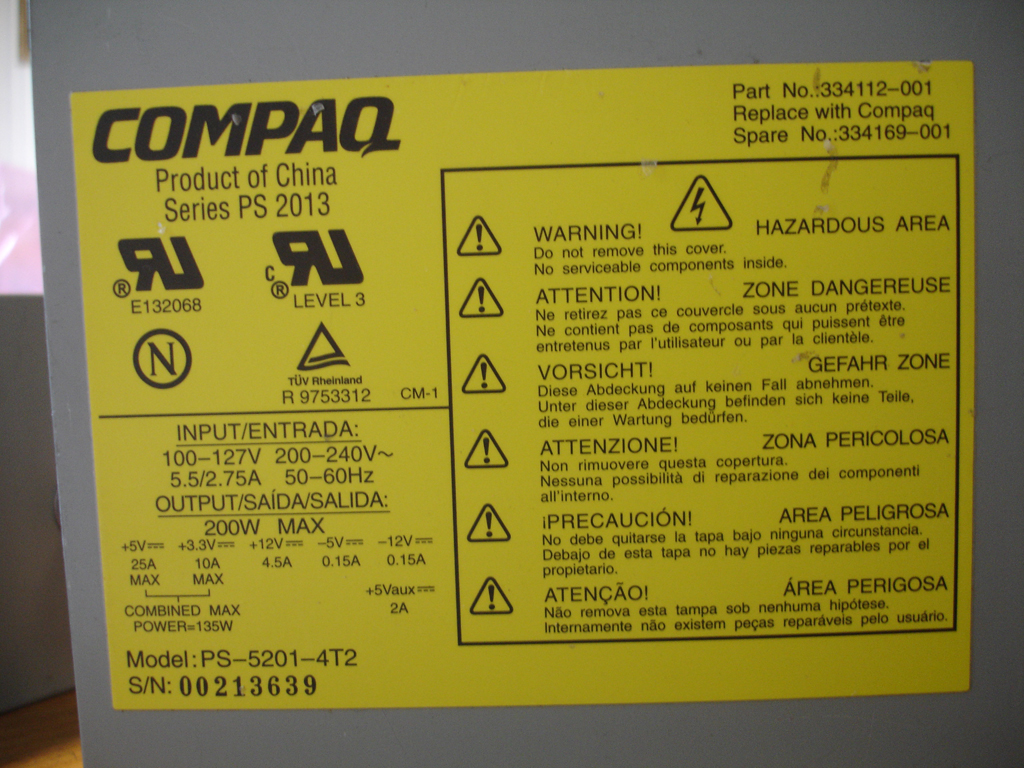 COMPAQ
Product of China
Series PS 2013
Part No.:334112-001
Replace with Compaq
Spare No.:334169-001
RU
®
E132068
c RU
®
LEVEL 3
N
TÜV Rheinland
R 9753312
CM-1
INPUT/ENTRADA:
100-127V 200-240V~
5.5/2.75A 50-60Hz
OUTPUT/SAÍDA/SALIDA:
200W MAX
+5V⎓ +3.3V⎓ +12V⎓ -5V⎓ -12V⎓
25A 10A 4.5A 0.15A 0.15A
MAX MAX
+5Vaux⎓
2A
COMBINED MAX
POWER=135W
Model:PS-5201-4T2
S/N: 00213639
WARNING! HAZARDOUS AREA
Do not remove this cover.
No serviceable components inside.
ATTENTION! ZONE DANGEREUSE
Ne retirez pas ce couvercle sous aucun prétexte.
Ne contient pas de composants qui puissent être
entretenus par l'utilisateur ou par la clientèle.
VORSICHT! GEFAHR ZONE
Diese Abdeckung auf keinen Fall abnehmen.
Unter dieser Abdeckung befinden sich keine Teile,
die einer Wartung bedürfen.
ATTENZIONE! ZONA PERICOLOSA
Non rimuovere questa copertura.
Nessuna possibilità di reparazione dei componenti
all'interno.
¡PRECAUCIÓN! AREA PELIGROSA
No debe quitarse la tapa bajo ninguna circunstancia.
Debajo de esta tapa no hay piezas reparables por el
propietario.
ATENÇÃO! ÁREA PERIGOSA
Não remova esta tampa sob nenhuma hipótese.
Internamente não existem peças reparáveis pelo usuário.